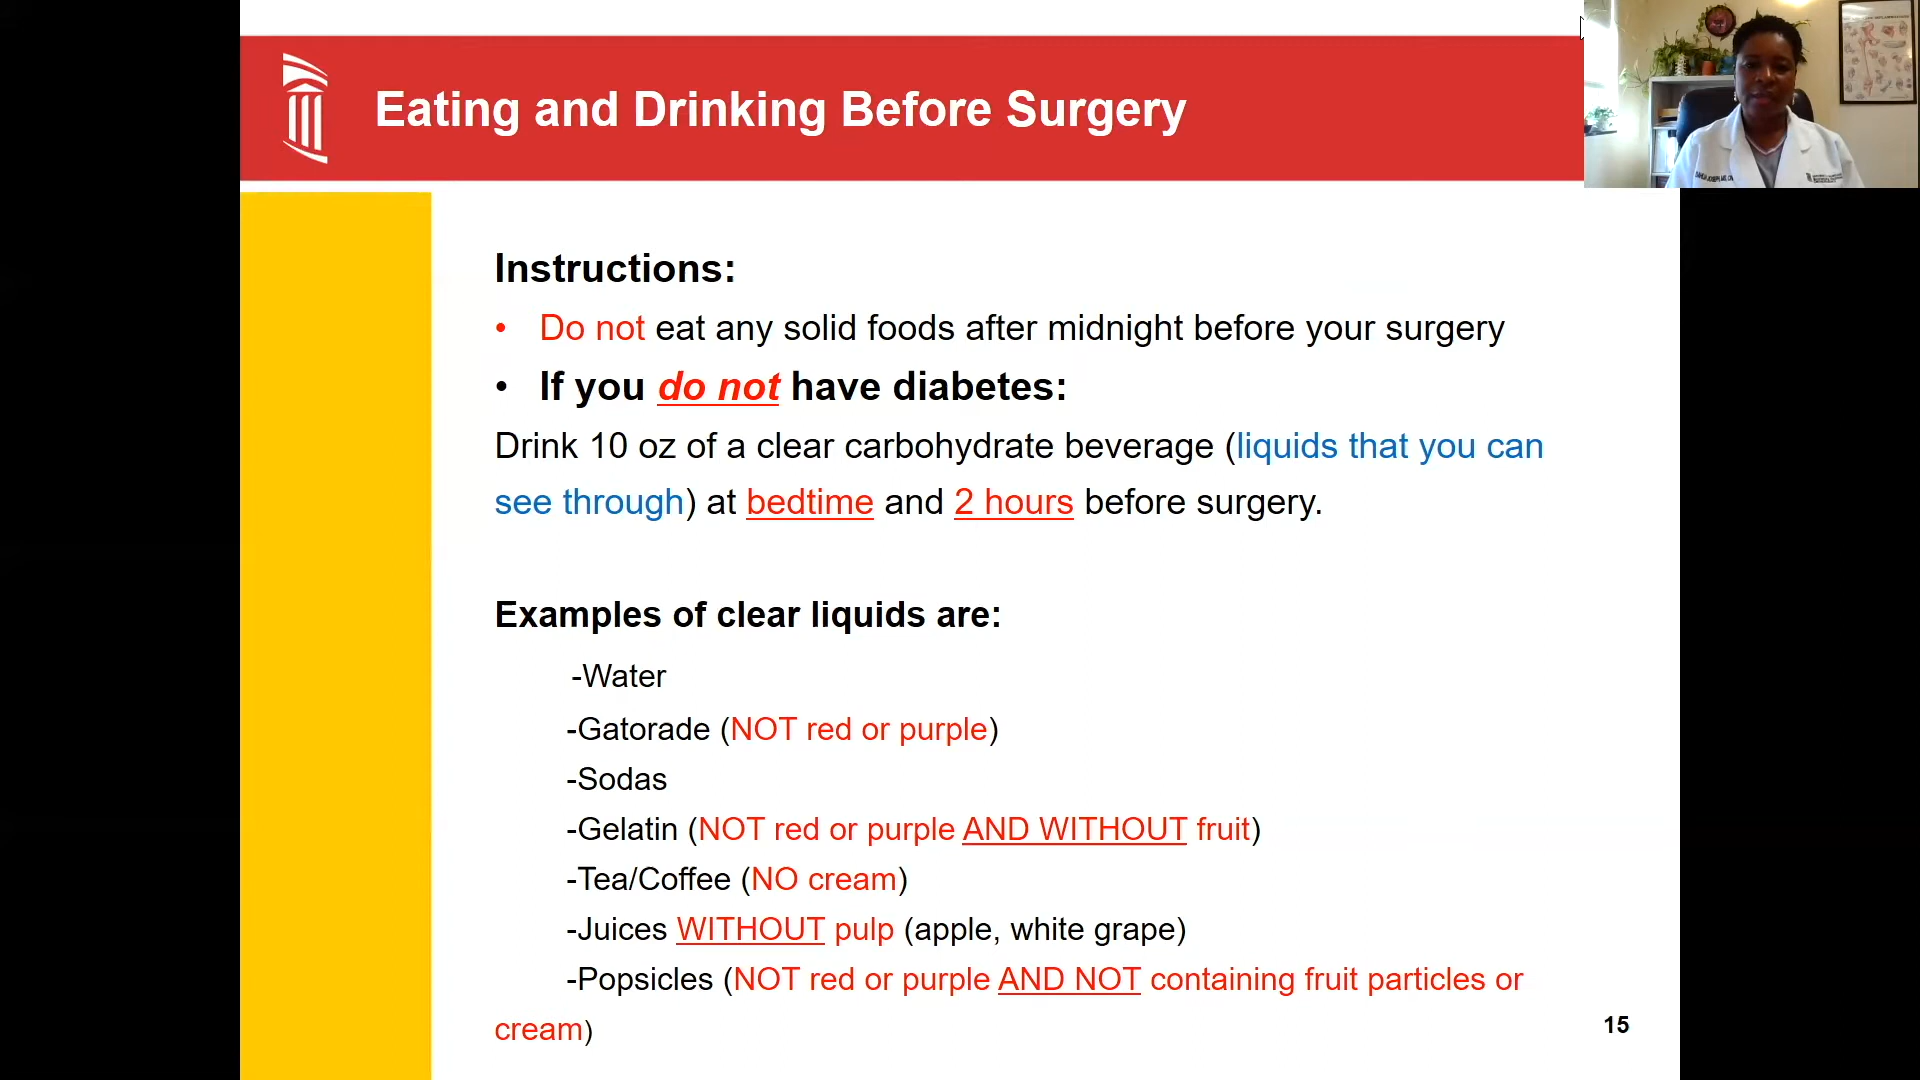 Eating and Drinking Before Surgery
Instructions:
• Do not eat any solid foods after midnight before your surgery
• If you do not have diabetes:
Drink 10 oz of a clear carbohydrate beverage (liquids that you can
see through) at bedtime and 2 hours before surgery.
Examples of clear liquids are:
-Water
-Gatorade (NOT red or purple)
-Sodas
-Gelatin (NOT red or purple AND WITHOUT fruit)
-Tea/Coffee (NO cream)
-Juices WITHOUT pulp (apple, white grape)
-Popsicles (NOT red or purple AND NOT containing fruit particles or
cream)
15